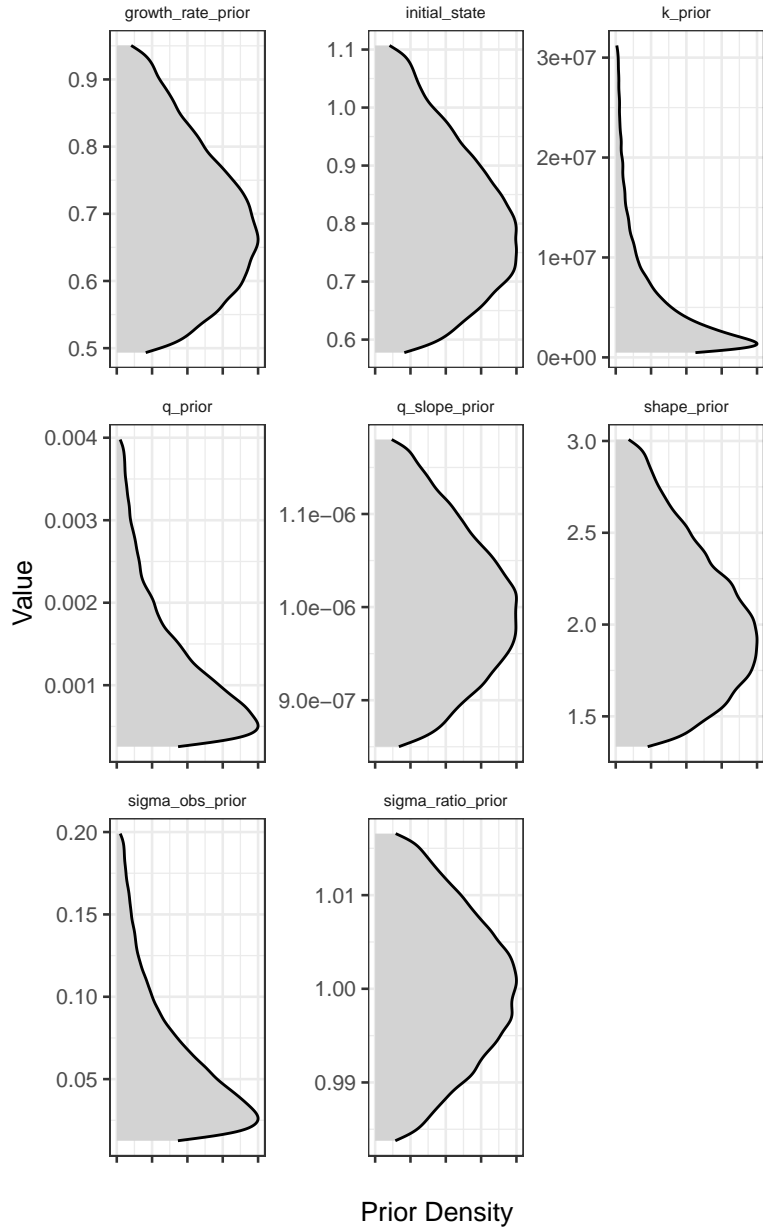 growth_rate_prior
initial_state
k_prior
0.9
0.8
0.7
0.6
0.5
1.1
1.0
0.9
0.8
0.7
0.6
3e+07
2e+07
1e+07
0e+00
q_prior
q_slope_prior
shape_prior
Value
0.004
0.003
0.002
0.001
1.1e−06
1.0e−06
9.0e−07
3.0
2.5
2.0
1.5
sigma_obs_prior
sigma_ratio_prior
0.20
0.15
0.10
0.05
1.01
1.00
0.99
Prior Density